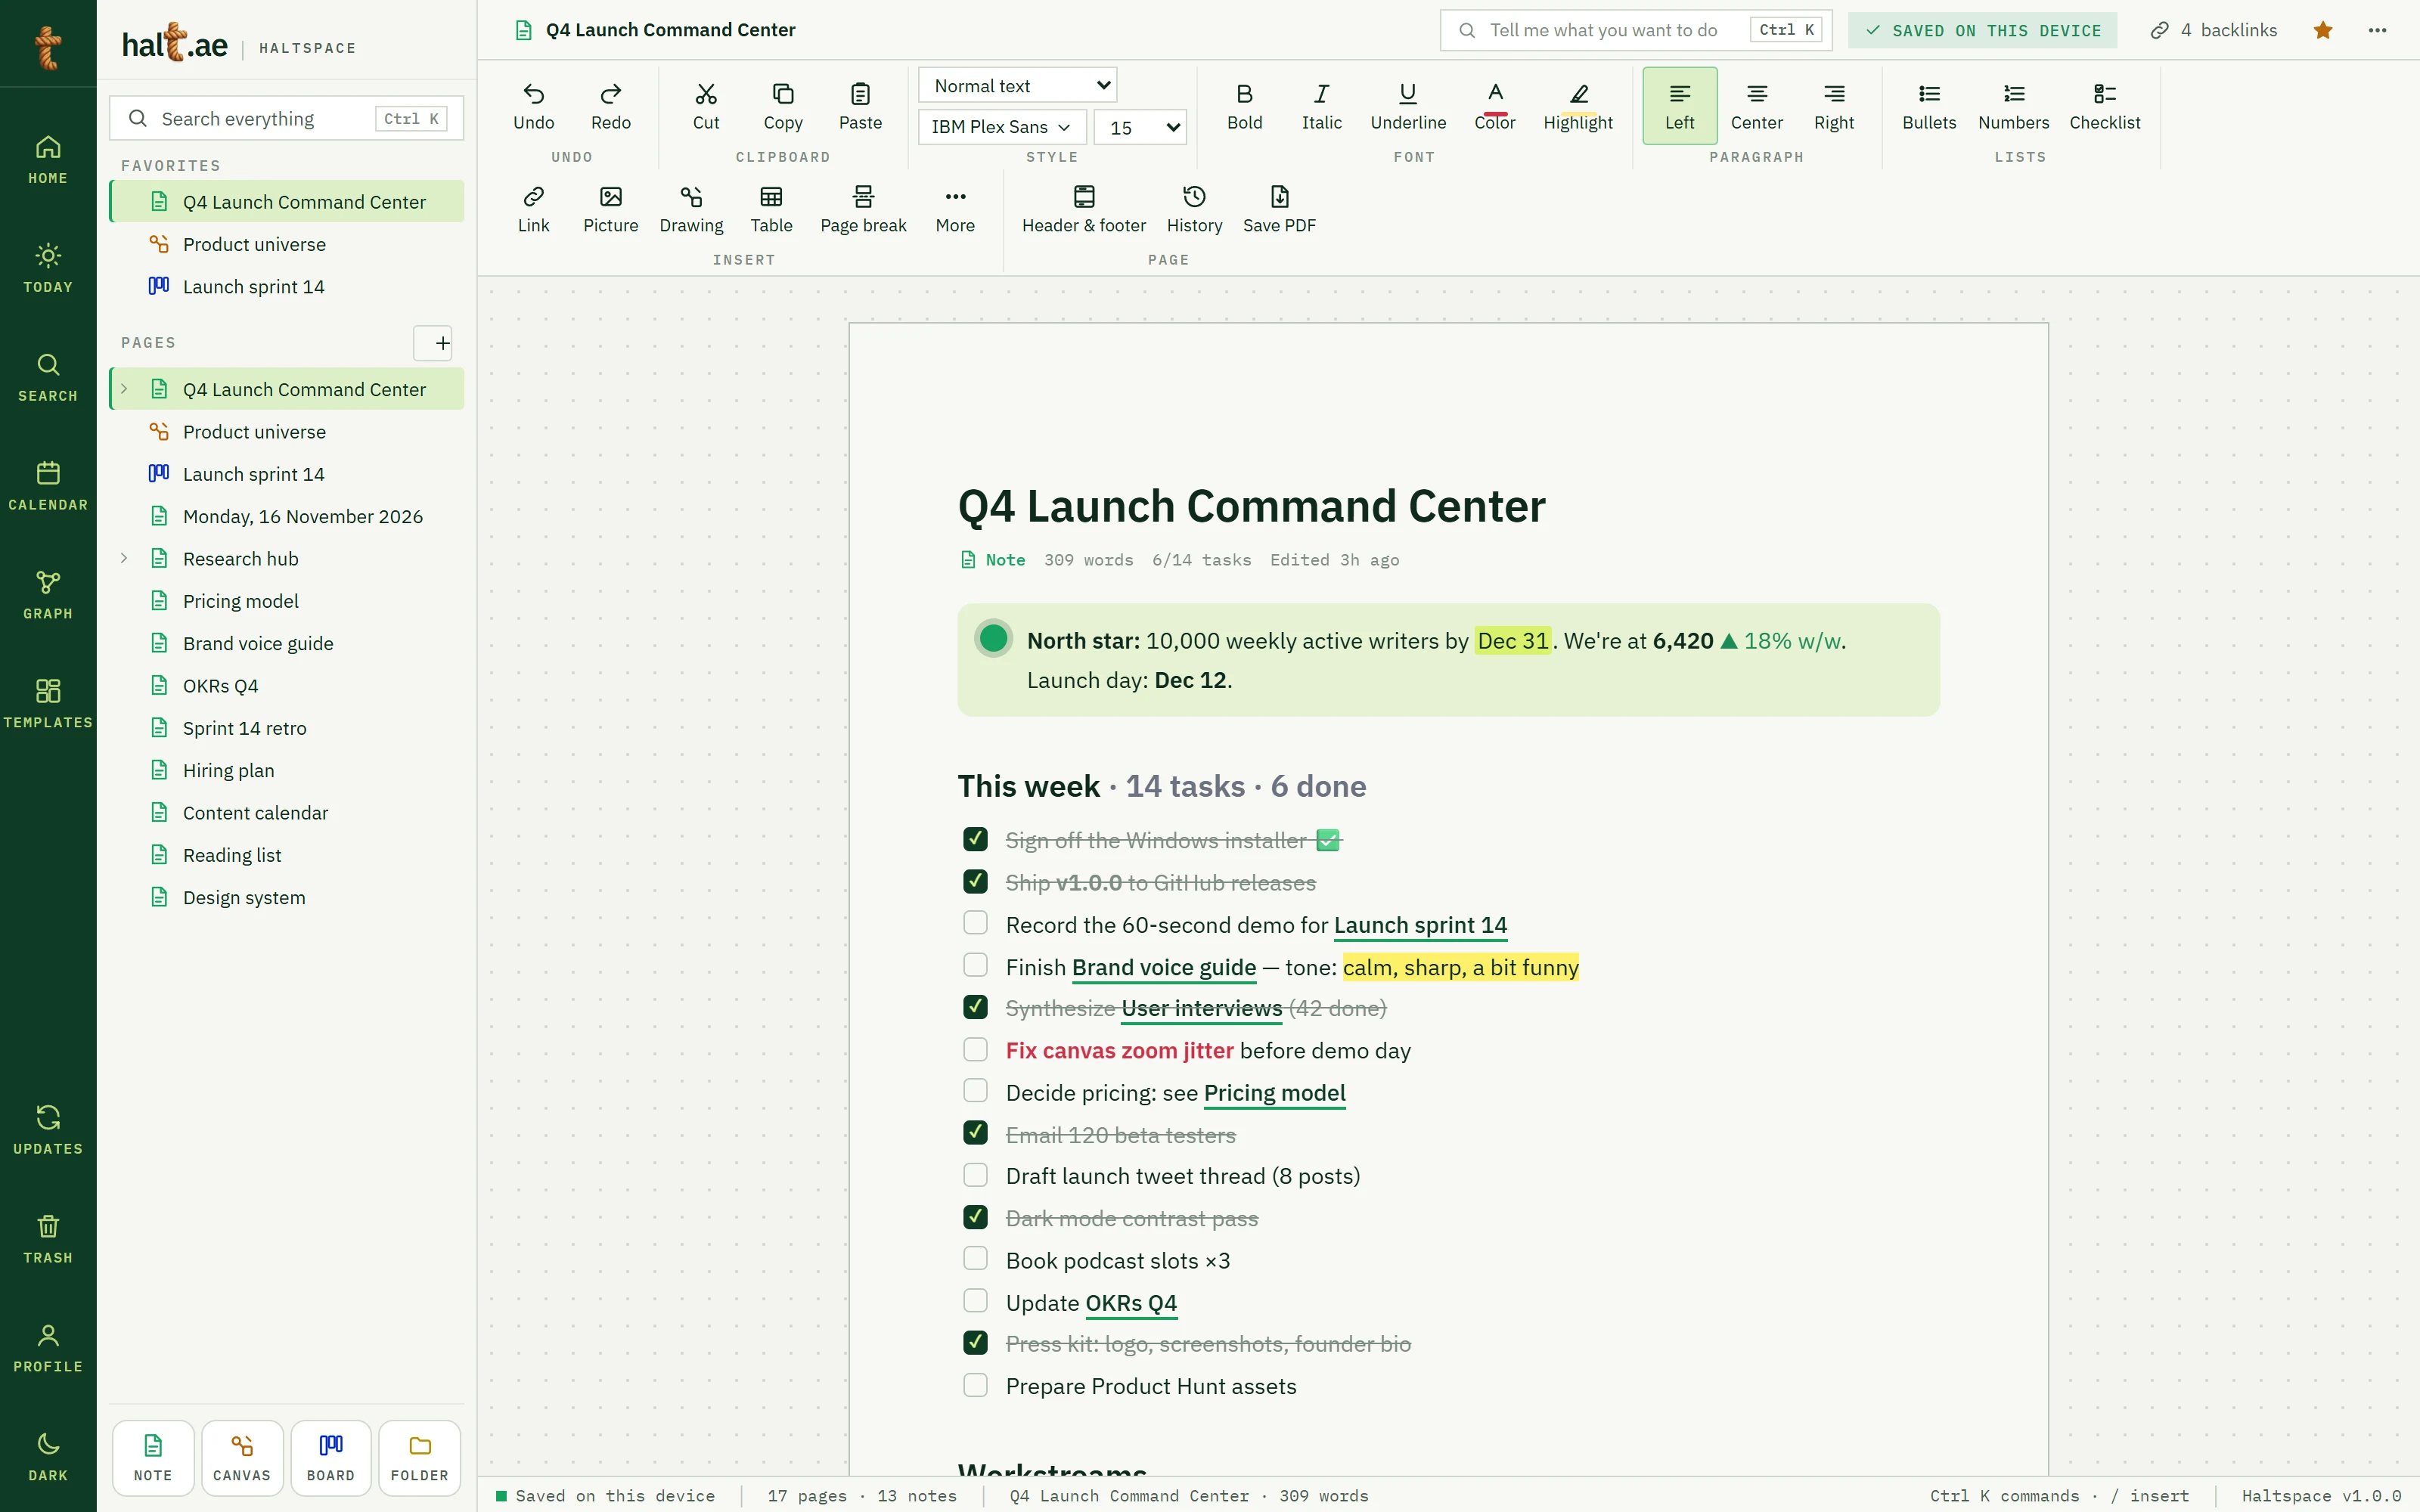 halt.ae | HALTSPACE
HOME
TODAY
SEARCH
CALENDAR
GRAPH
TEMPLATES
UPDATES
TRASH
PROFILE
DARK
Search everything Ctrl K
FAVORITES
Q4 Launch Command Center
Product universe
Launch sprint 14
PAGES +
Q4 Launch Command Center
Product universe
Launch sprint 14
Monday, 16 November 2026
Research hub
Pricing model
Brand voice guide
OKRs Q4
Sprint 14 retro
Hiring plan
Content calendar
Reading list
Design system
NOTE CANVAS BOARD FOLDER
Q4 Launch Command Center
Tell me what you want to do Ctrl K
✓ SAVED ON THIS DEVICE
4 backlinks
Undo Redo
UNDO
Cut Copy Paste
CLIPBOARD
Normal text
IBM Plex Sans 15
STYLE
Bold Italic Underline Color Highlight
FONT
Left Center Right
PARAGRAPH
Bullets Numbers Checklist
LISTS
Link Picture Drawing Table Page break More
INSERT
Header & footer History Save PDF
PAGE
Q4 Launch Command Center
Note 309 words 6/14 tasks Edited 3h ago
North star: 10,000 weekly active writers by Dec 31. We're at 6,420 ▲ 18% w/w.
Launch day: Dec 12.
This week · 14 tasks · 6 done
Sign off the Windows installer ✅
Ship v1.0.0 to GitHub releases
Record the 60-second demo for Launch sprint 14
Finish Brand voice guide — tone: calm, sharp, a bit funny
Synthesize User interviews (42 done)
Fix canvas zoom jitter before demo day
Decide pricing: see Pricing model
Email 120 beta testers
Draft launch tweet thread (8 posts)
Dark mode contrast pass
Book podcast slots ×3
Update OKRs Q4
Press kit: logo, screenshots, founder bio
Prepare Product Hunt assets
Workstreams
Saved on this device | 17 pages · 13 notes | Q4 Launch Command Center · 309 words
Ctrl K commands · / insert | Haltspace v1.0.0